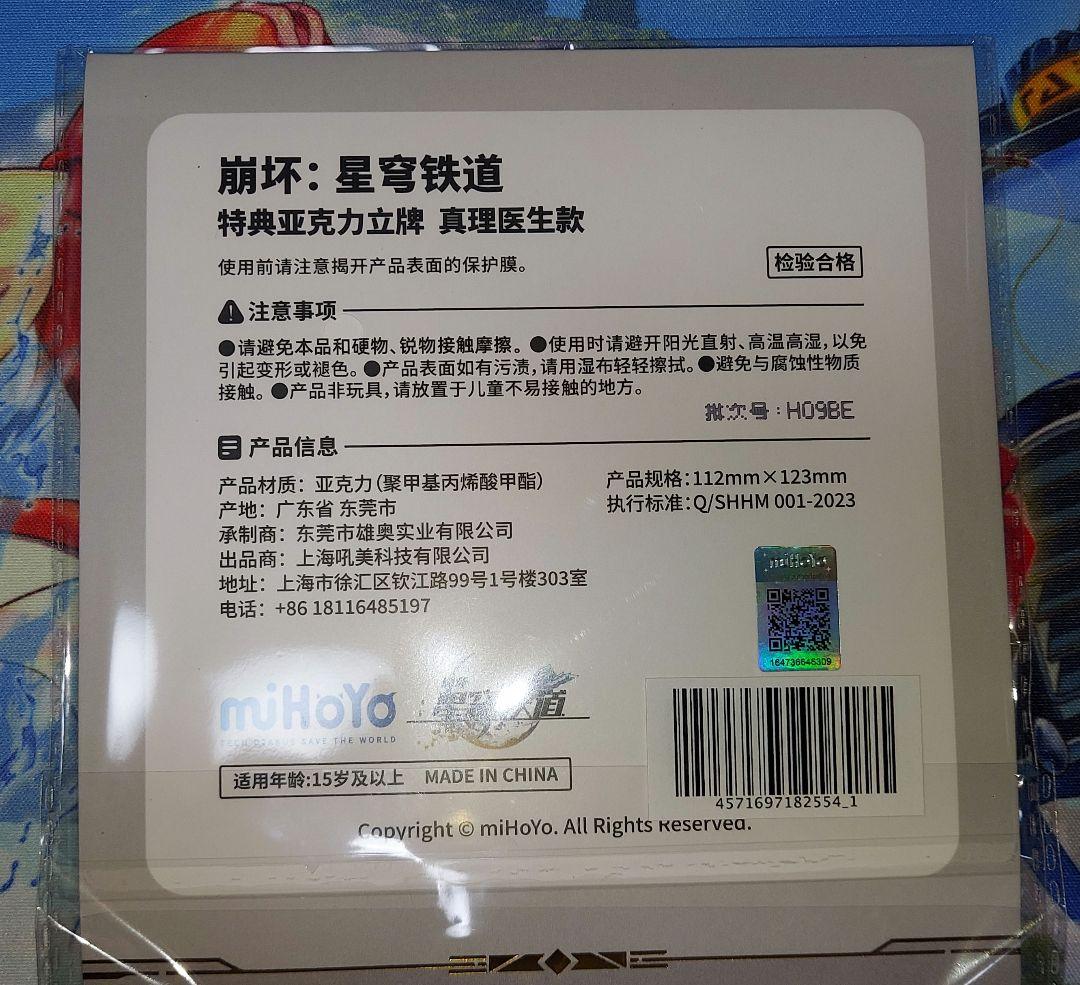 崩坏：星穹铁道
特典亚克力立牌 真理医生款
使用前请注意揭开产品表面的保护膜。
检验合格
注意事项
●请避免本品和硬物、锐物接触摩擦。●使用时请避开阳光直射、高温高湿，以免
引起变形或褪色。●产品表面如有污渍，请用湿布轻轻擦拭。●避免与腐蚀性物质
接触。●产品非玩具，请放置于儿童不易接触的地方。
批次号：H09BE
产品信息
产品材质：亚克力（聚甲基丙烯酸甲酯）
产品规格：112mm×123mm
产地：广东省 东莞市
执行标准：Q/SHHM 001-2023
承制商：东莞市雄奥实业有限公司
出品商：上海吼美科技有限公司
地址：上海市徐汇区钦江路99号1号楼303室
电话：+86 18116485197
miHoYo
164736646309
miHoYo
TECH OTAKUS SAVE THE WORLD
适用年龄:15岁及以上 MADE IN CHINA
4571697182554_1
Copyright © miHoYo. All Rights Reserved.